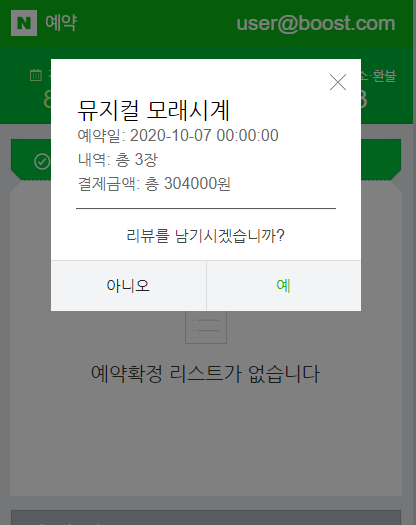 N 예약 user@boost.com
소·환불
8 3
뮤지컬 모래시계
예약일: 2020-10-07 00:00:00
내역: 총 3장
결제금액: 총 304000원
리뷰를 남기시겠습니까?
아니오 예
예약확정 리스트가 없습니다